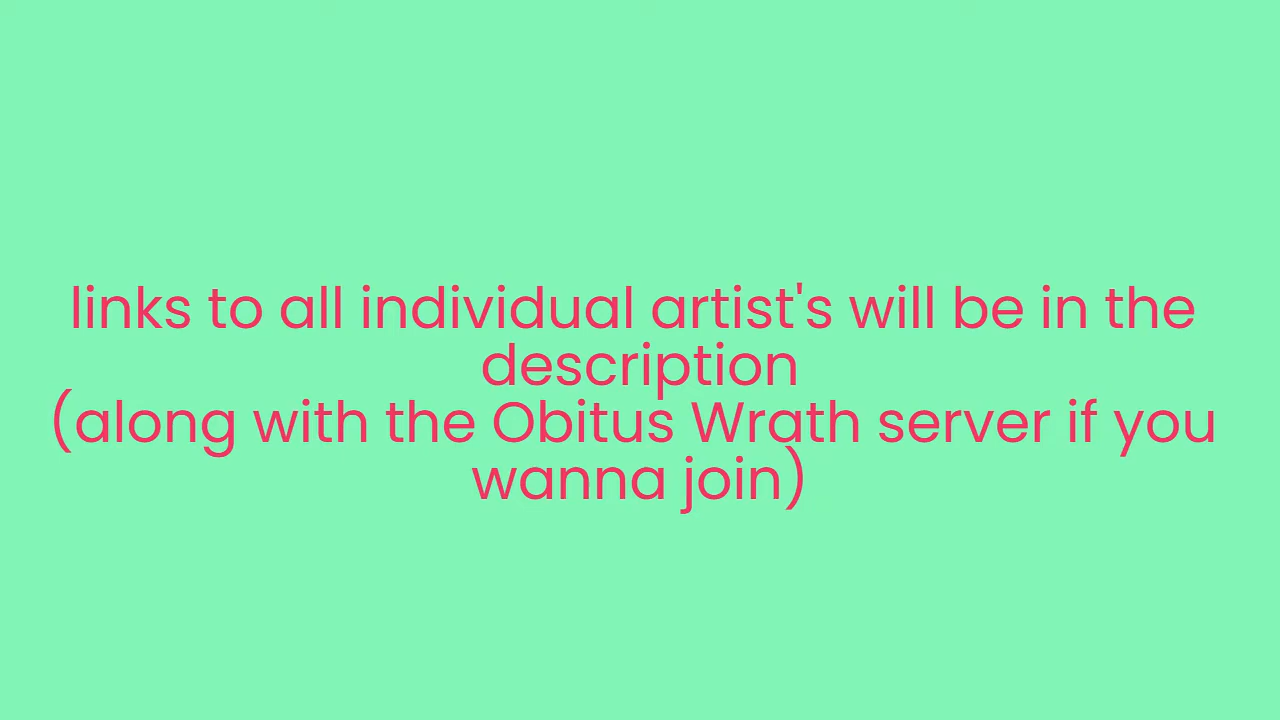 links to all individual artist's will be in the
description
(along with the Obitus Wrath server if you
wanna join)